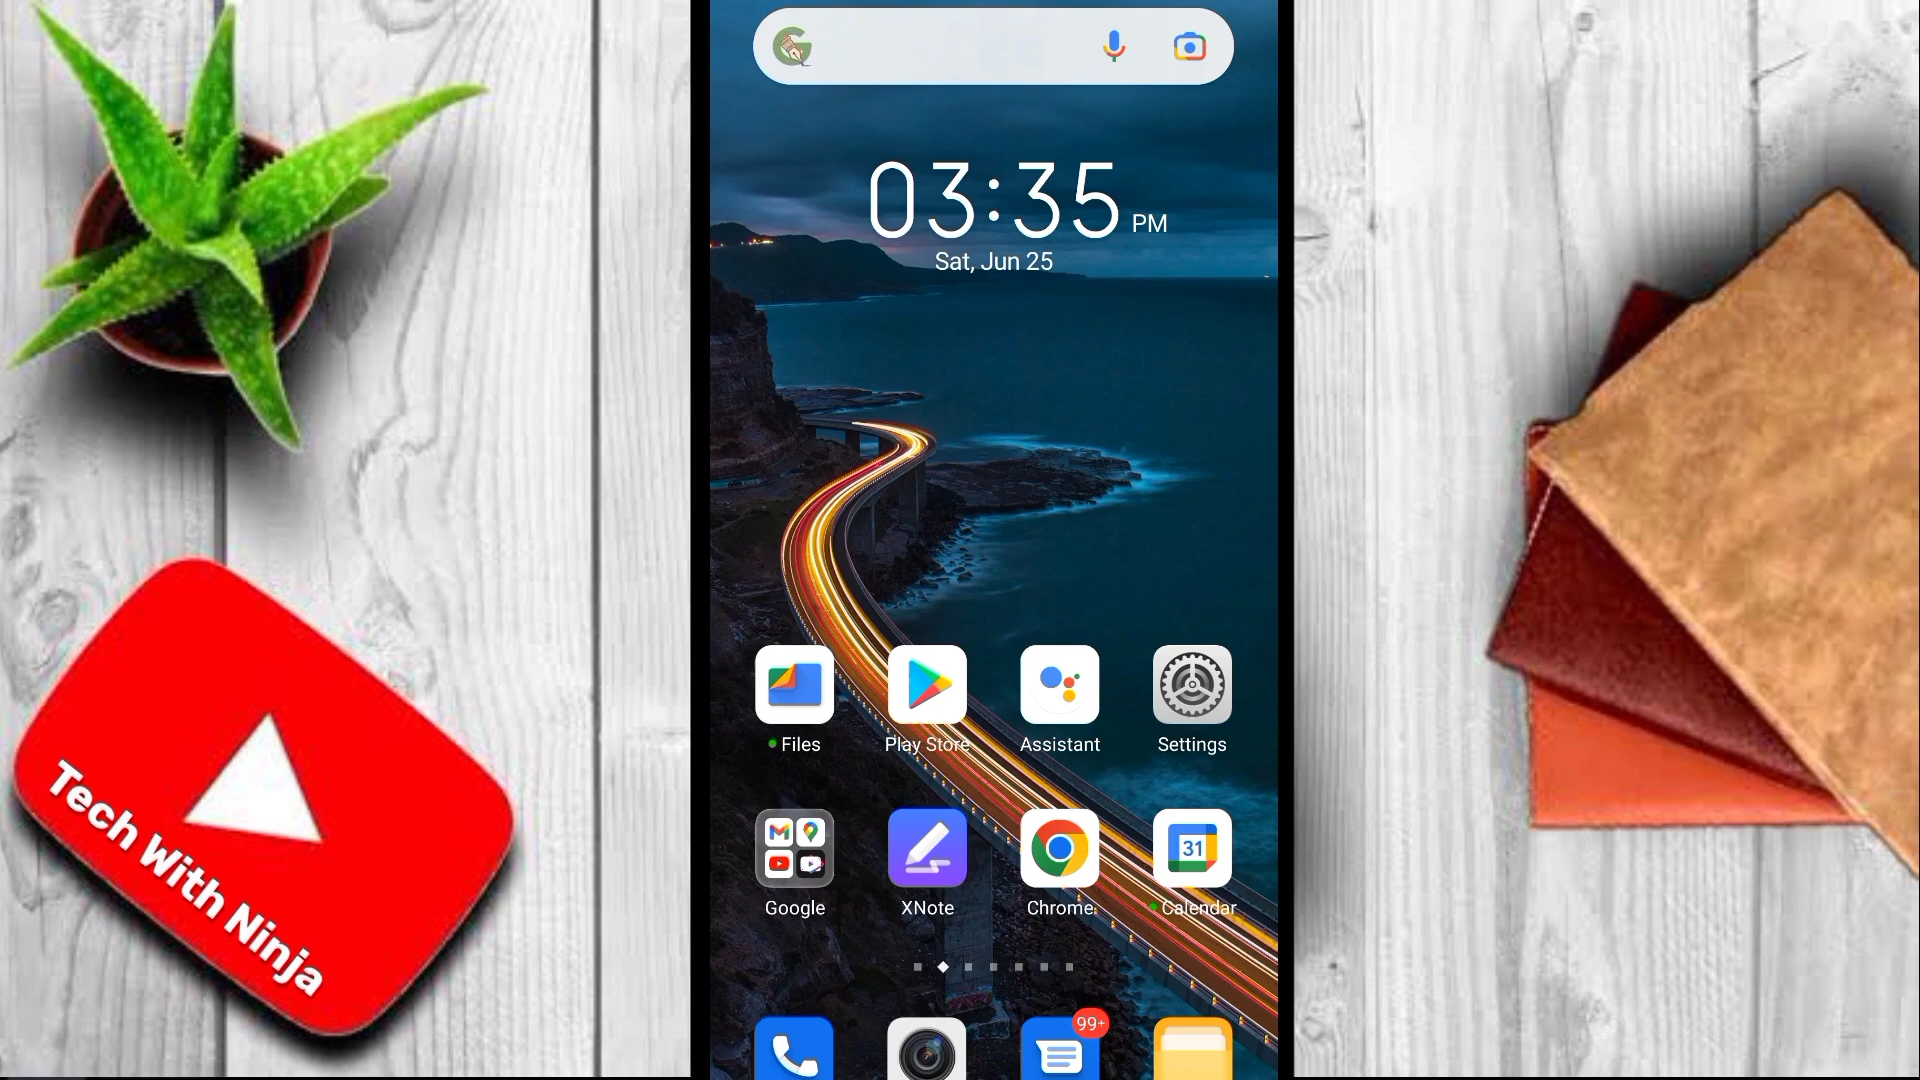 03:35 PM
Sat, Jun 25
Files
Play Store
Assistant
Settings
31
Google
XNote
Chrome
Calendar
99+
Tech With Ninja